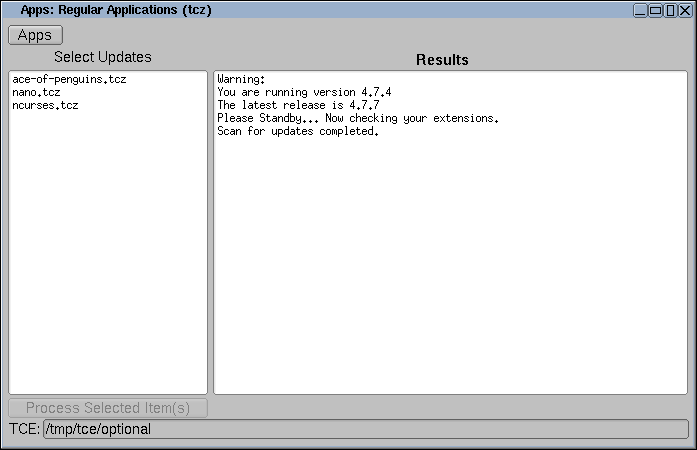 Apps: Regular Applications (tcz)
Apps
Select Updates
Results
ace-of-penguins.tcz
nano.tcz
ncurses.tcz
Warning:
You are running version 4.7.4
The latest release is 4.7.7
Please Standby... Now checking your extensions.
Scan for updates completed.
Process Selected Item(s)
TCE: /tmp/tce/optional